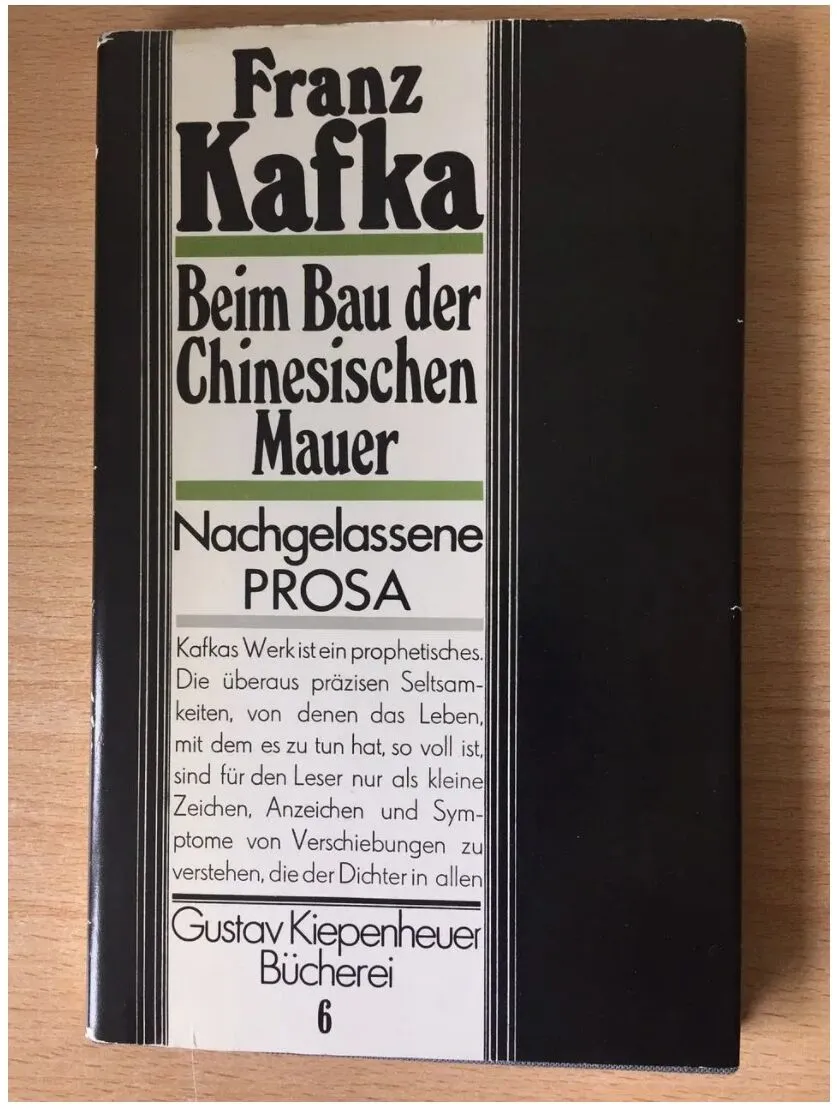 Franz
Kafka
Beim Bau der
Chinesischen
Mauer
Nachgelassene
PROSA
Kafkas Werk ist ein prophetisches.
Die überaus präzisen Seltsam-
keiten, von denen das Leben,
mit dem es zu tun hat, so voll ist,
sind für den Leser nur als kleine
Zeichen, Anzeichen und Sym-
ptome von Verschiebungen zu
verstehen, die der Dichter in allen
Gustav Kiepenheuer
Bücherei
6